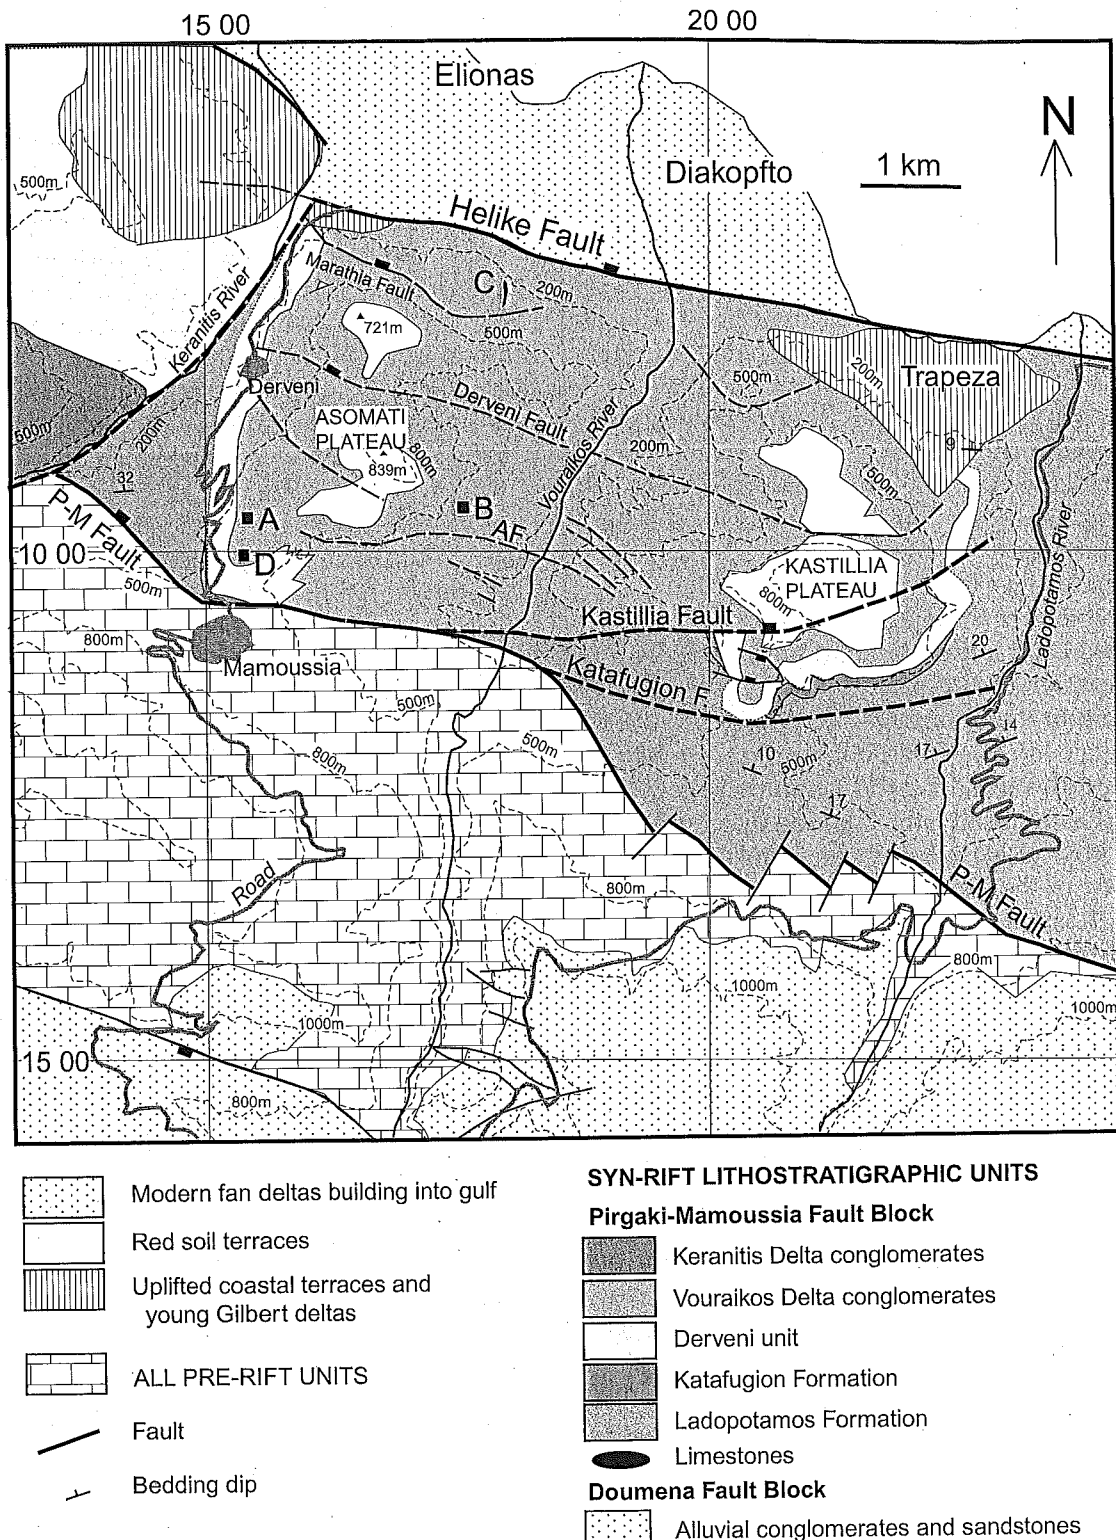 15 00
20 00
Elionas
N
Diakopfto
1 km
500m
Helike Fault
Marathia Fault
C
200m
Keranitis River
721m
500m
500m
200m
Trapeza
Derveni
Derveni Fault
ASOMATI
PLATEAU
800m
839m
Vouraikos River
200m
9
500m
500m
200m
32
P-M Fault
A
B
AF
10 00
D
KASTILLIA
PLATEAU
Ladopotamos River
500m
800m
Kastillia Fault
800m
Mamoussia
Katafugion F
20
500m
14
17
800m
500m
10
500m
17
Road
800m
P-M Fault
800m
1000m
1000m
1000m
15 00
800m
Modern fan deltas building into gulf
Red soil terraces
Uplifted coastal terraces and
young Gilbert deltas
ALL PRE-RIFT UNITS
Fault
Bedding dip
SYN-RIFT LITHOSTRATIGRAPHIC UNITS
Pirgaki-Mamoussia Fault Block
Keranitis Delta conglomerates
Vouraikos Delta conglomerates
Derveni unit
Katafugion Formation
Ladopotamos Formation
Limestones
Doumena Fault Block
Alluvial conglomerates and sandstones